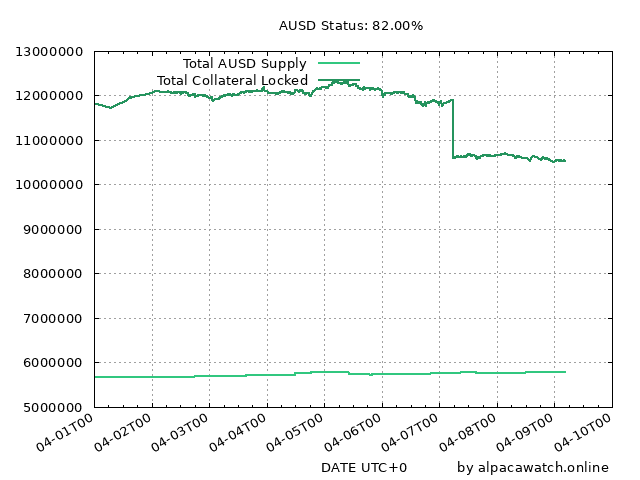 AUSD Status: 82.00%
Total AUSD Supply
Total Collateral Locked
13000000
12000000
11000000
10000000
9000000
8000000
7000000
6000000
5000000
04-01T00
04-02T00
04-03T00
04-04T00
04-05T00
04-06T00
04-07T00
04-08T00
04-09T00
04-10T00
DATE UTC+0
by alpacawatch.online